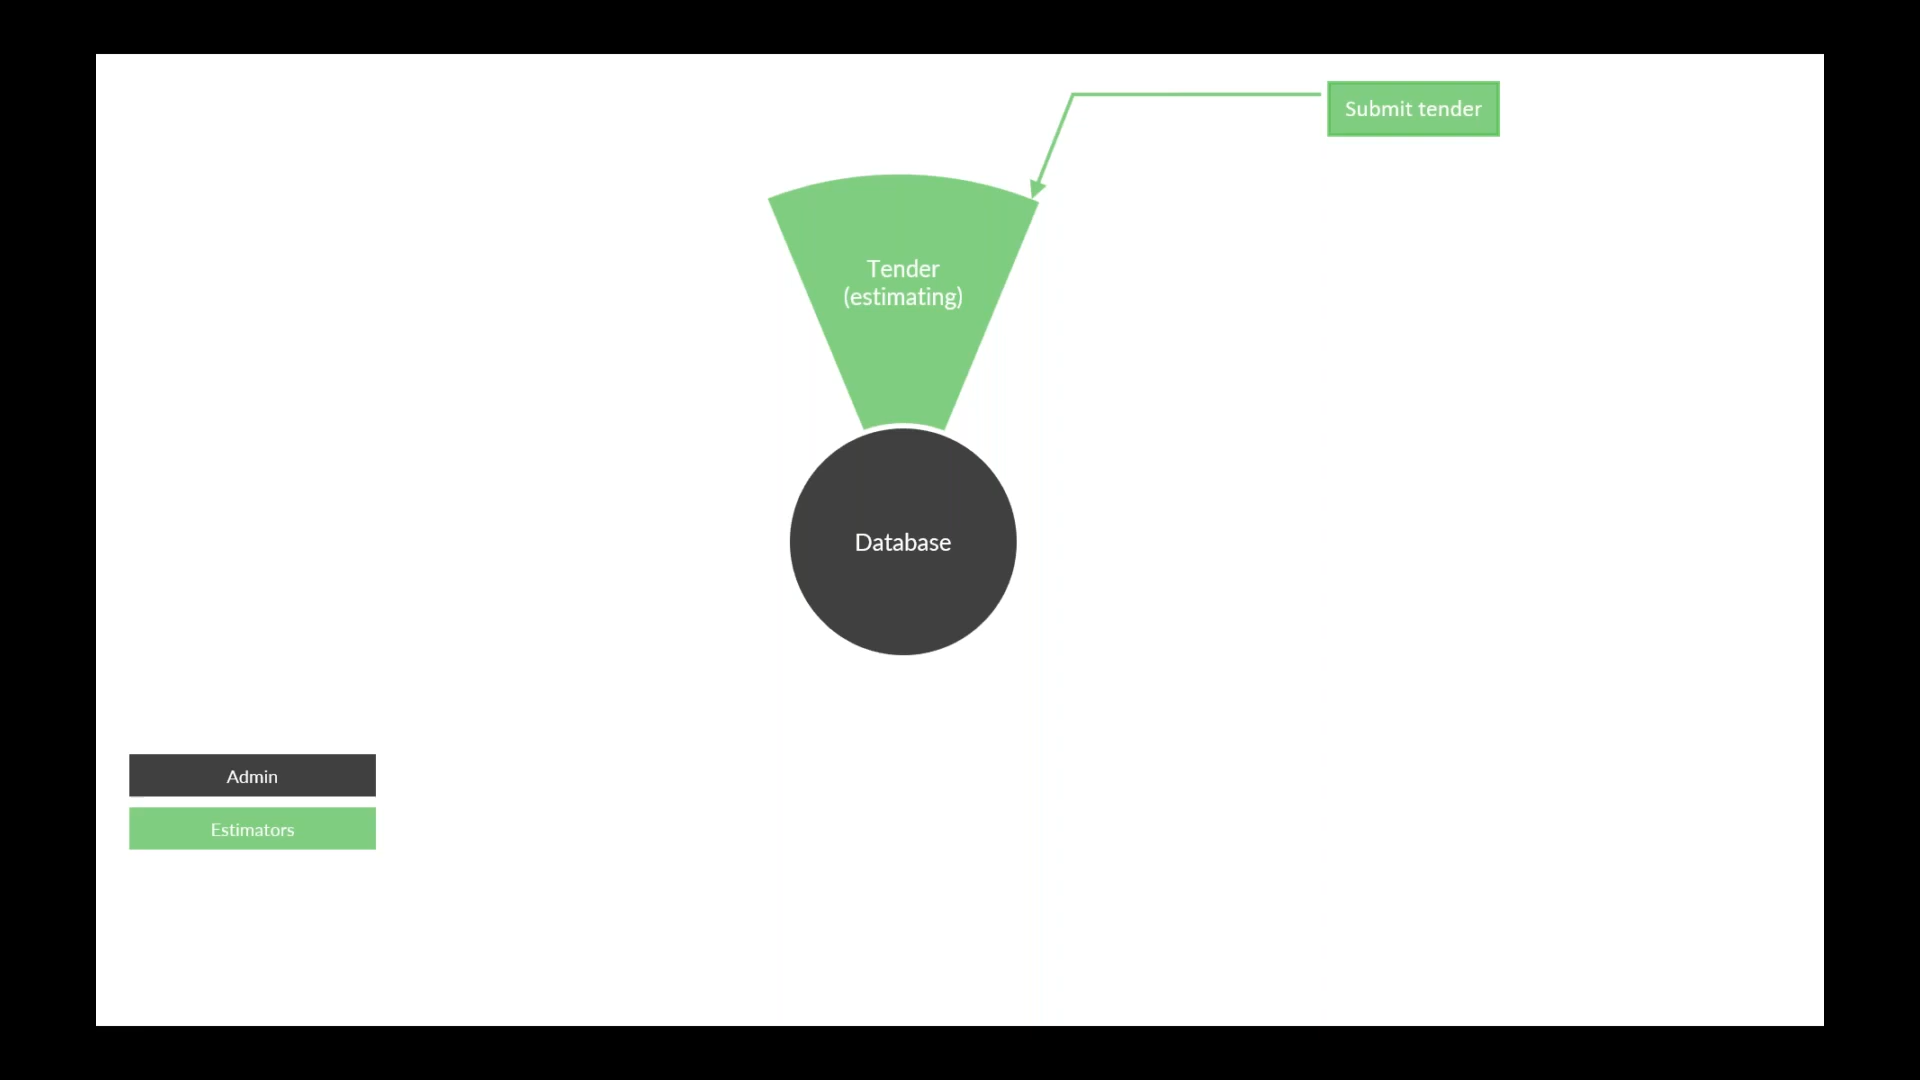 Submit tender
Tender
(estimating)
Database
Admin
Estimators